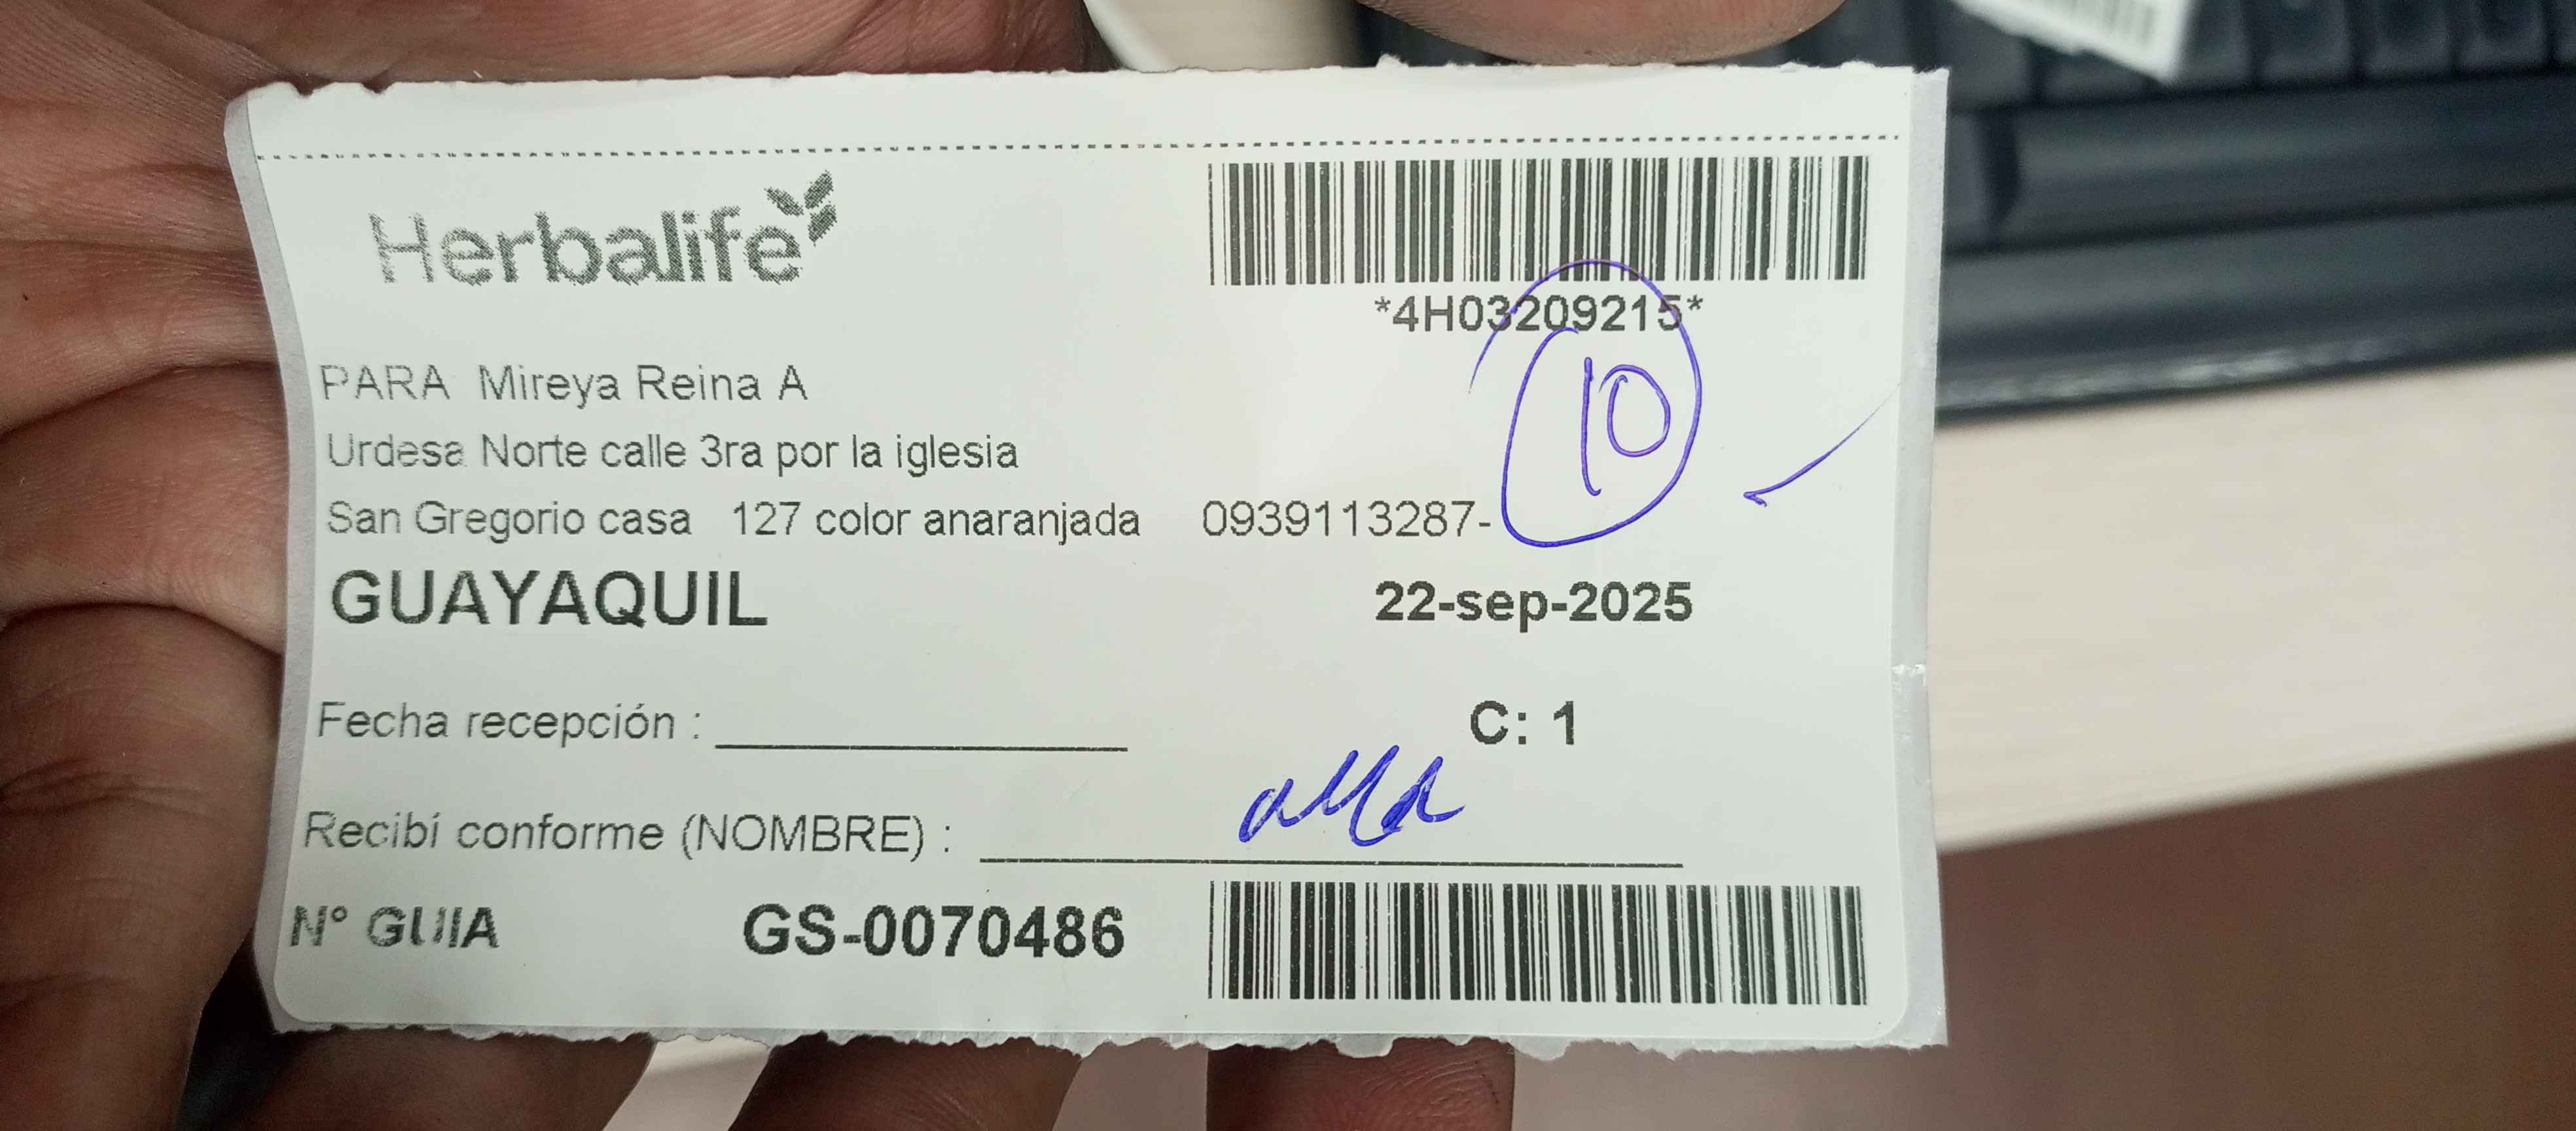 Herbalife
*4H03209215*
10
PARA Mireya Reina A
Urdesa Norte calle 3ra por la iglesia
San Gregorio casa 127 color anaranjada 0939113287-
GUAYAQUIL 22-sep-2025
Fecha recepción : C: 1
Recibí conforme (NOMBRE) :
N° GUIA GS-0070486